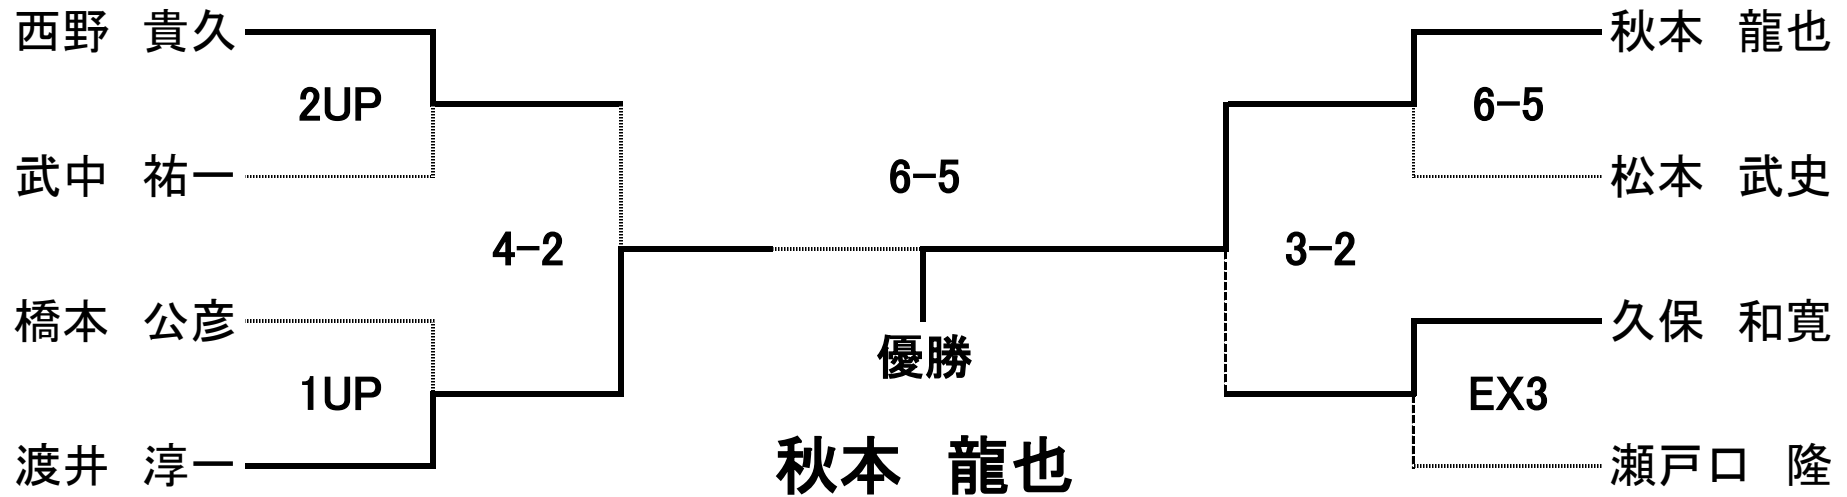 西野 貴久
2UP
武中 祐一
4-2
橋本 公彦
1UP
渡井 淳一
6-5
優勝
秋本 龍也
秋本 龍也
6-5
松本 武史
3-2
久保 和寛
EX3
瀬戸口 隆